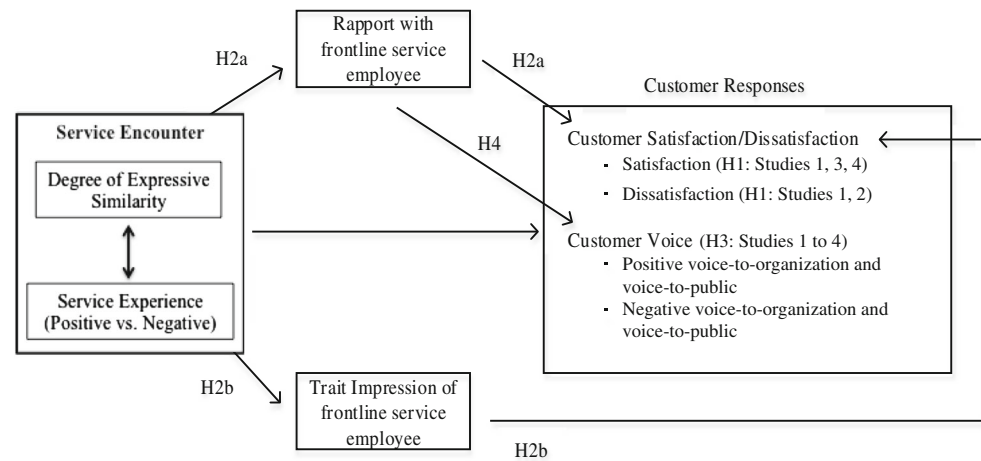 Rapport with
frontline service
employee
H2a
H2a
Customer Responses
Service Encounter
Degree of Expressive
Similarity
Service Experience
(Positive vs. Negative)
H4
Customer Satisfaction/Dissatisfaction
- Satisfaction (H1: Studies 1, 3, 4)
- Dissatisfaction (H1: Studies 1, 2)
Customer Voice (H3: Studies 1 to 4)
- Positive voice-to-organization and
voice-to-public
- Negative voice-to-organization and
voice-to-public
H2b
Trait Impression of
frontline service
employee
H2b